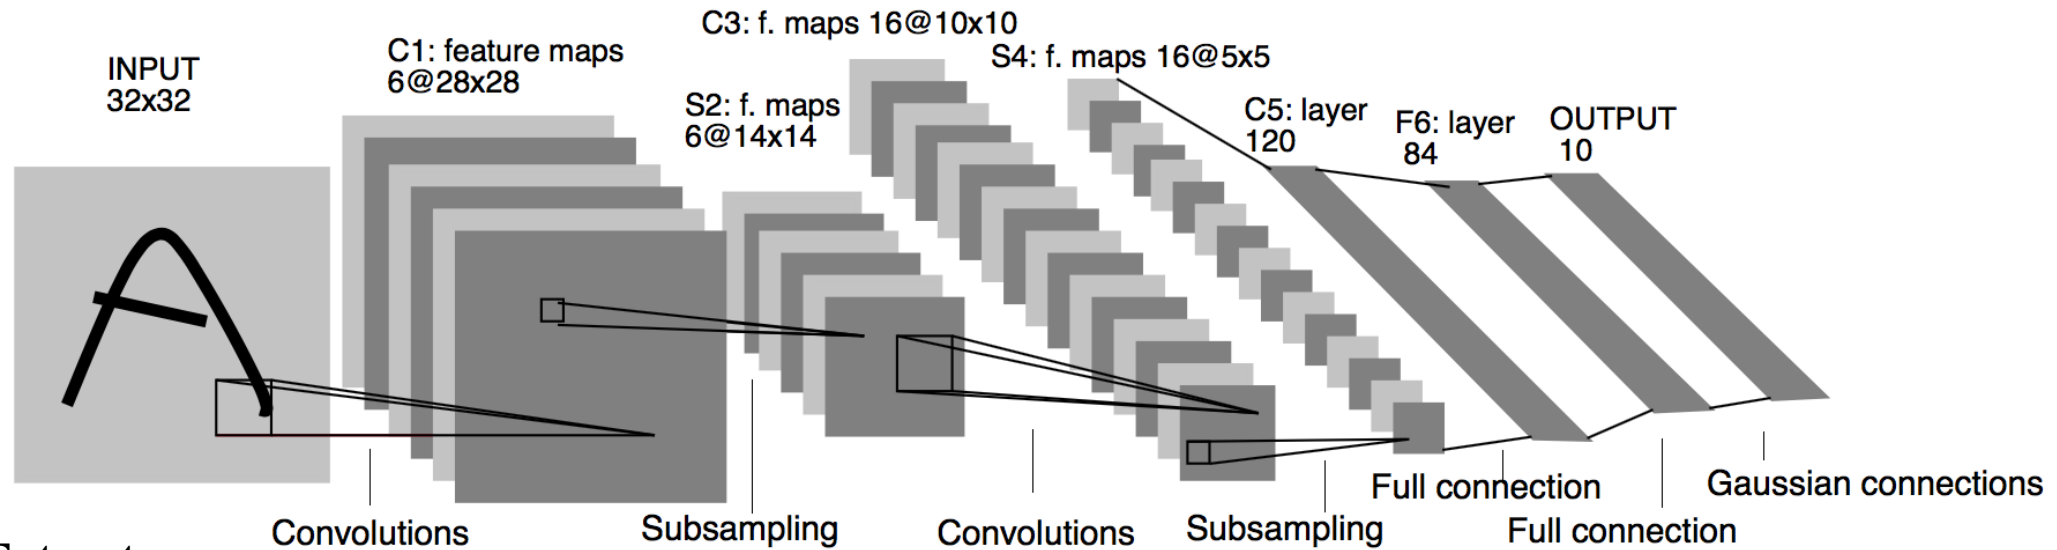 INPUT
32x32
C1: feature maps
6@28x28
S2: f. maps
6@14x14
C3: f. maps 16@10x10
S4: f. maps 16@5x5
C5: layer
120
F6: layer
84
OUTPUT
10
Convolutions
Subsampling
Convolutions
Subsampling
Full connection
Full connection
Gaussian connections